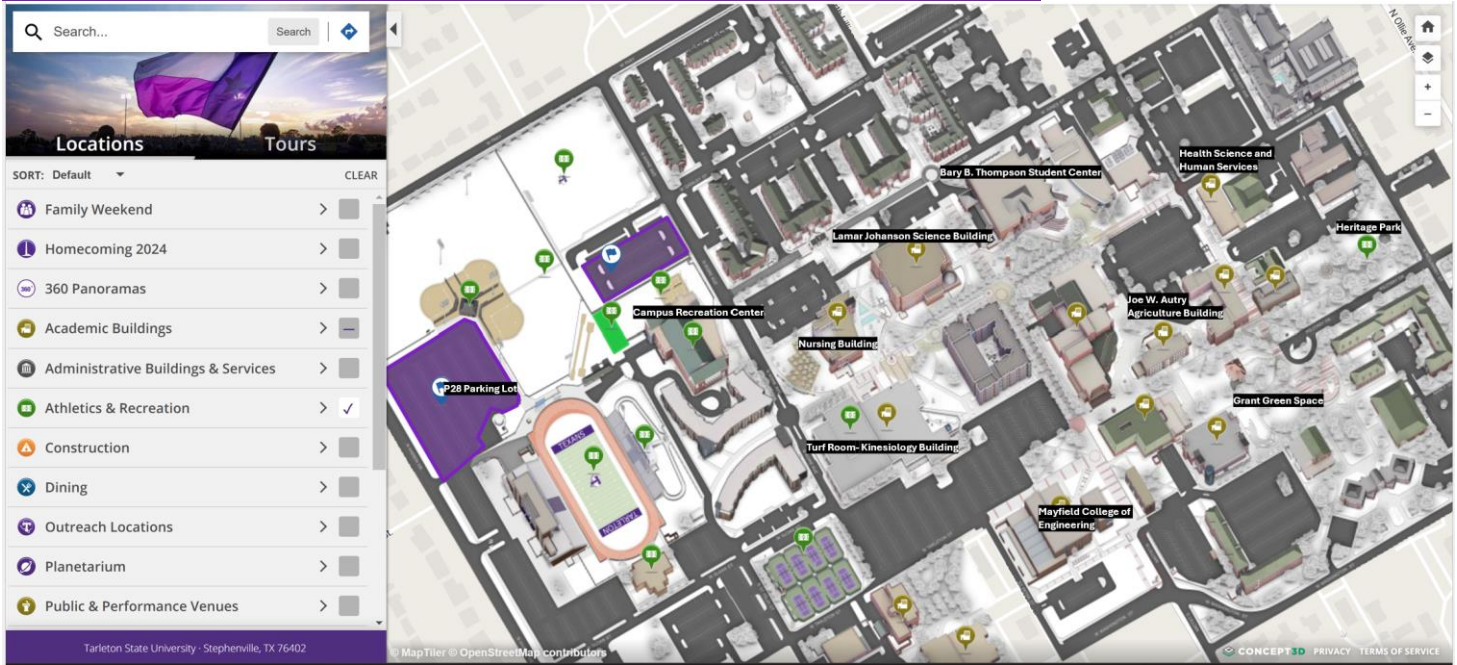 Search...
Search
Locations
Tours
SORT: Default
CLEAR
Family Weekend
Homecoming 2024
360 Panoramas
Academic Buildings
Administrative Buildings & Services
Athletics & Recreation
Construction
Dining
Outreach Locations
Planetarium
Public & Performance Venues
Tarleton State University - Stephenville, TX 76402
N Ollie Ave
Health Science and
Human Services
Bary B. Thompson Student Center
Heritage Park
Lamar Johanson Science Building
Joe W. Autry
Agriculture Building
Campus Recreation Center
Nursing Building
P28 Parking Lot
Grant Green Space
TEXANS
Turf Room- Kinesiology Building
TARLETON
Mayfield College of
Engineering
© MapTiler © OpenStreetMap contributors
CONCEPT3D
PRIVACY
TERMS OF SERVICE